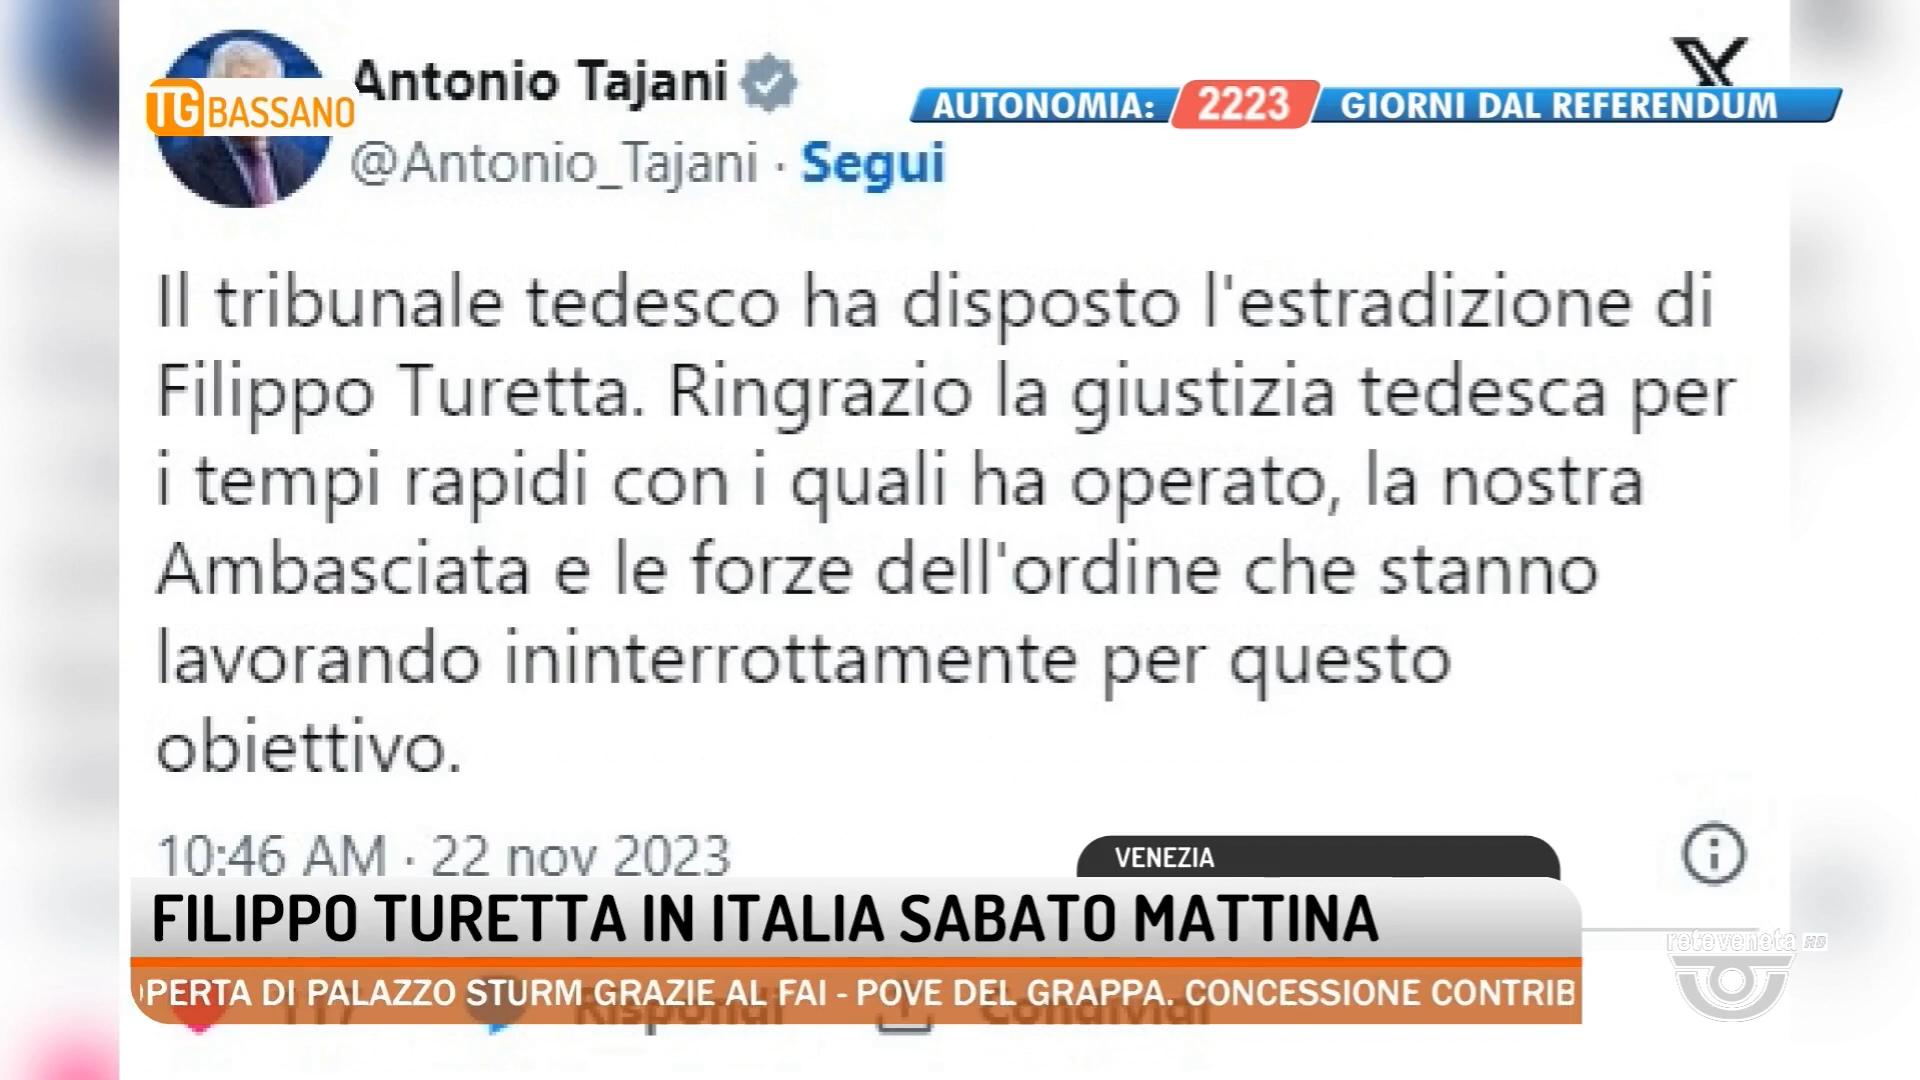 Antonio Tajani
TG BASSANO
AUTONOMIA: 2223 GIORNI DAL REFERENDUM
@Antonio_Tajani · Segui
Il tribunale tedesco ha disposto l'estradizione di
Filippo Turetta. Ringrazio la giustizia tedesca per
i tempi rapidi con i quali ha operato, la nostra
Ambasciata e le forze dell'ordine che stanno
lavorando ininterrottamente per questo
obiettivo.
10:46 AM · 22 nov 2023
VENEZIA
FILIPPO TURETTA IN ITALIA SABATO MATTINA
reteveneta HD
PERTA DI PALAZZO STURM GRAZIE AL FAI - POVE DEL GRAPPA. CONCESSIONE CONTRIB
Rispondi Condividi